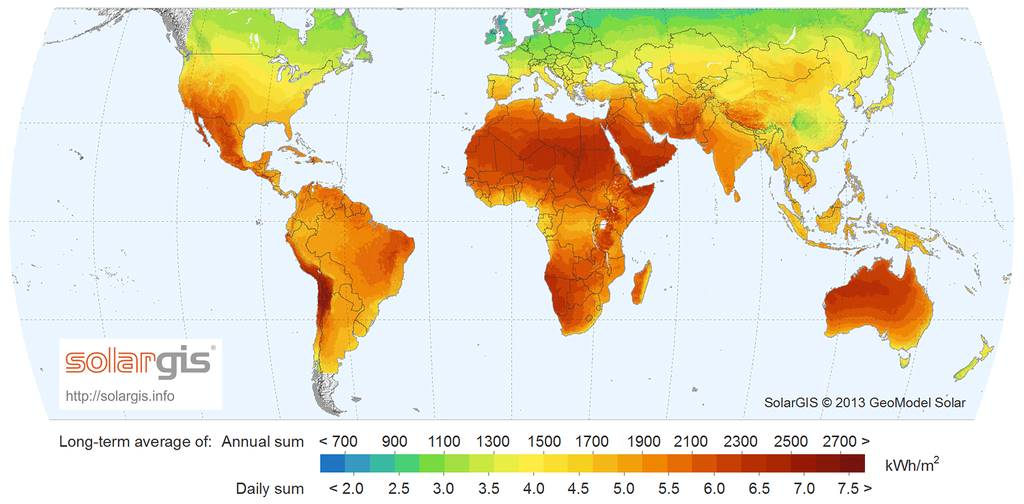 solargis®
http://solargis.info
SolarGIS © 2013 GeoModel Solar
Long-term average of: Annual sum < 700 900 1100 1300 1500 1700 1900 2100 2300 2500 2700 >
kWh/m²
Daily sum < 2.0 2.5 3.0 3.5 4.0 4.5 5.0 5.5 6.0 6.5 7.0 7.5 >